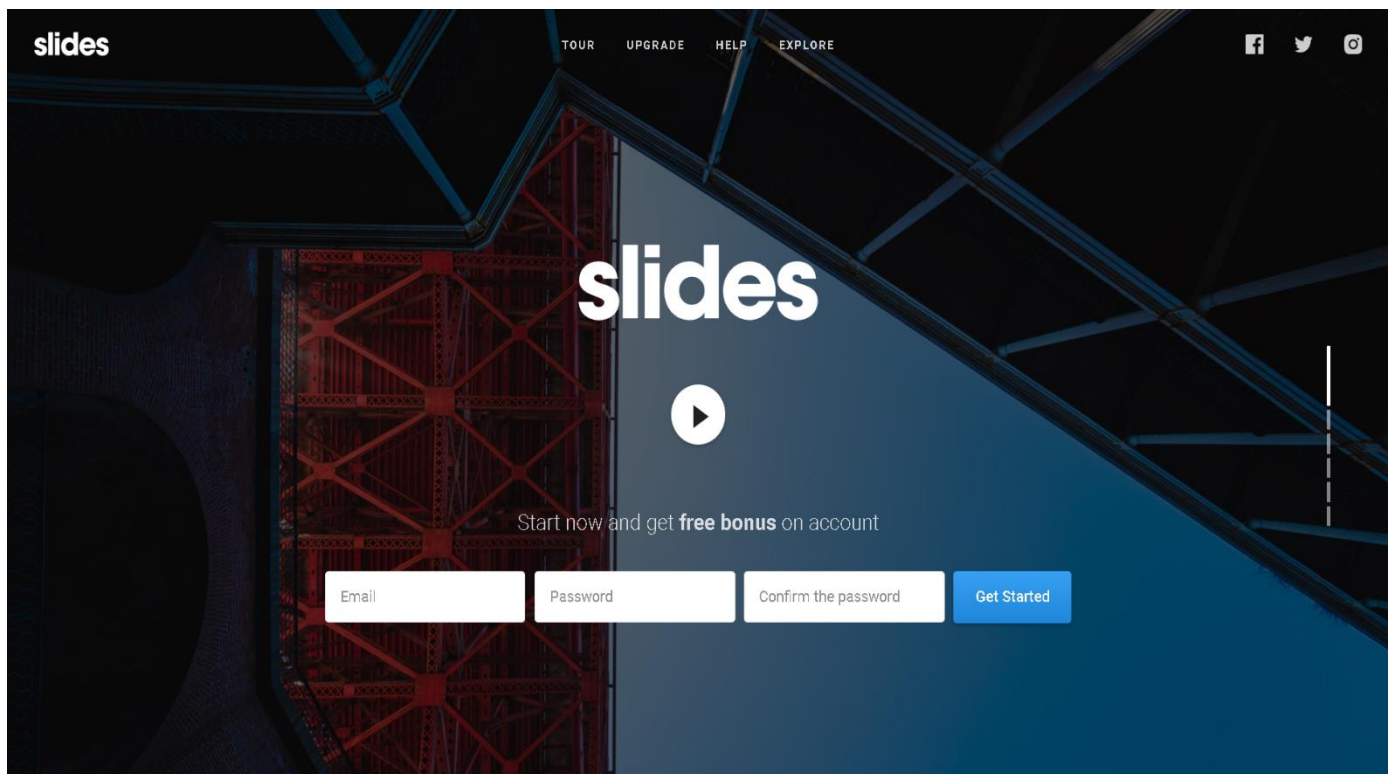 slides
TOUR UPGRADE HELP EXPLORE
slides
Start now and get free bonus on account
Email Password Confirm the password Get Started